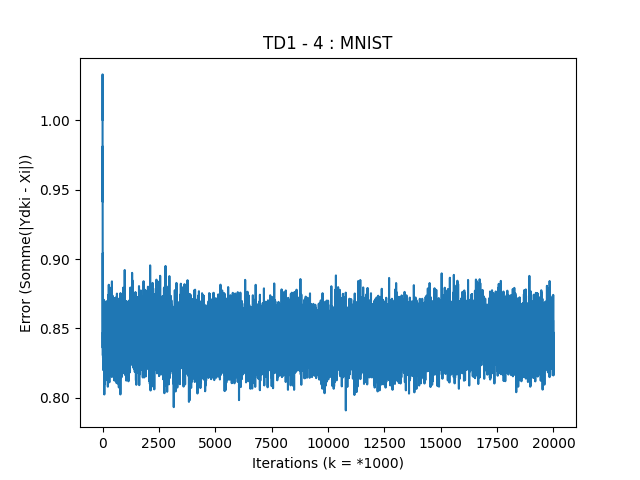 TD1 - 4 : MNIST
Error (Somme(|Ydki - Xi|))
1.00
0.95
0.90
0.85
0.80
0 2500 5000 7500 10000 12500 15000 17500 20000
Iterations (k = *1000)